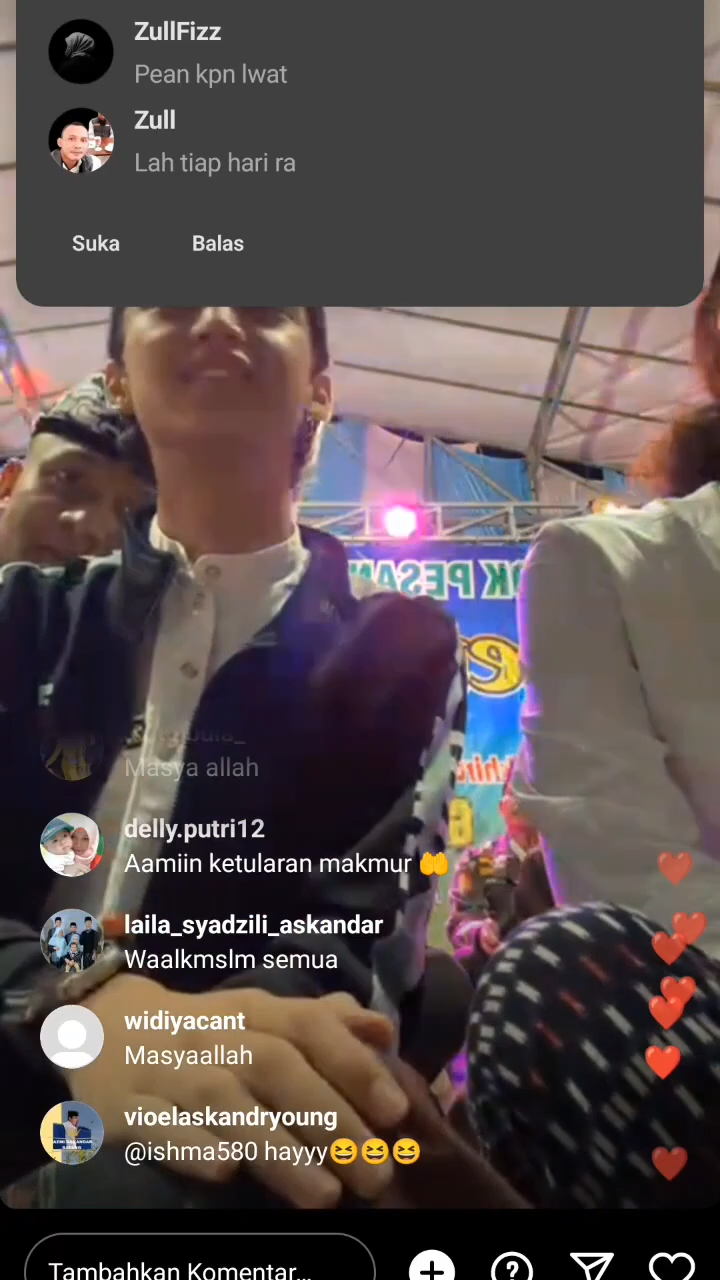 ZullFizz
Pean kpn lwat
Zull
Lah tiap hari ra
Suka
Balas
K PESAN
Masya allah
delly.putri12
Aamiin ketularan makmur 🤲
laila_syadzili_askandar
Waalkmslm semua
widiyacant
Masyaallah
vioelaskandryoung
@ishma580 hayyy😆😆😆
Tambahkan Komentar...